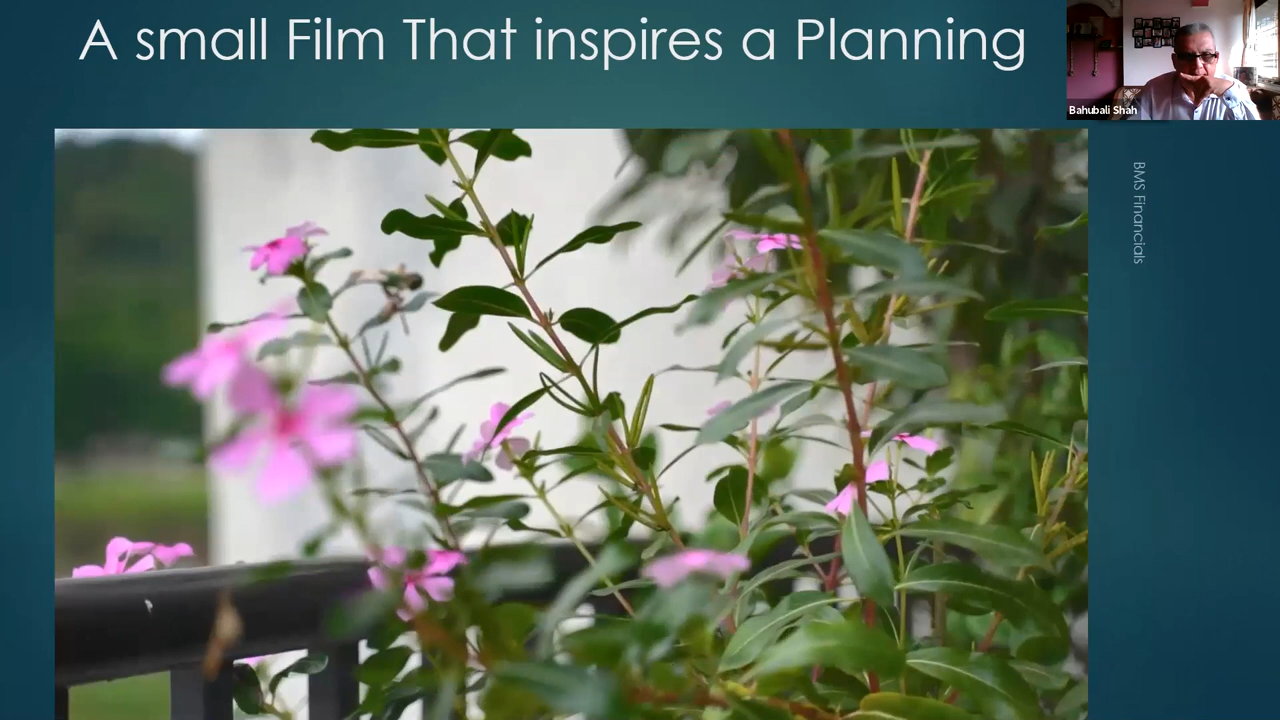 A small Film That inspires a Planning
Bahubali Shah
BMS Financials